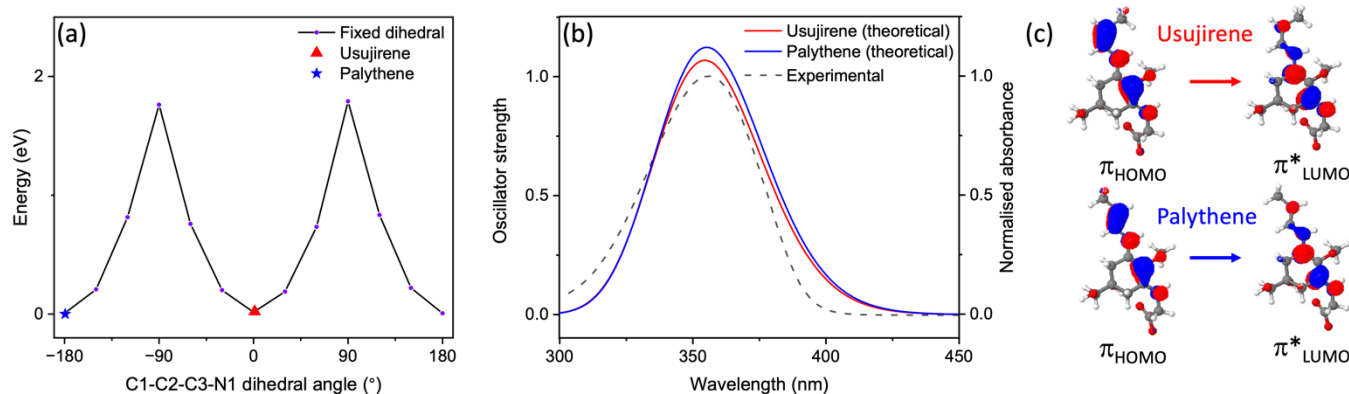 (a)
Fixed dihedral
Usujirene
Palythene
Energy (eV)
2
0
−180
−90
0
90
180
C1-C2-C3-N1 dihedral angle (°)
(b)
Usujirene (theoretical)
Palythene (theoretical)
Experimental
Oscillator strength
1.0
0.5
0.0
1.0
0.5
0.0
Normalised absorbance
300
350
400
450
Wavelength (nm)
(c)
Usujirene
πHOMO
π*LUMO
Palythene
πHOMO
π*LUMO